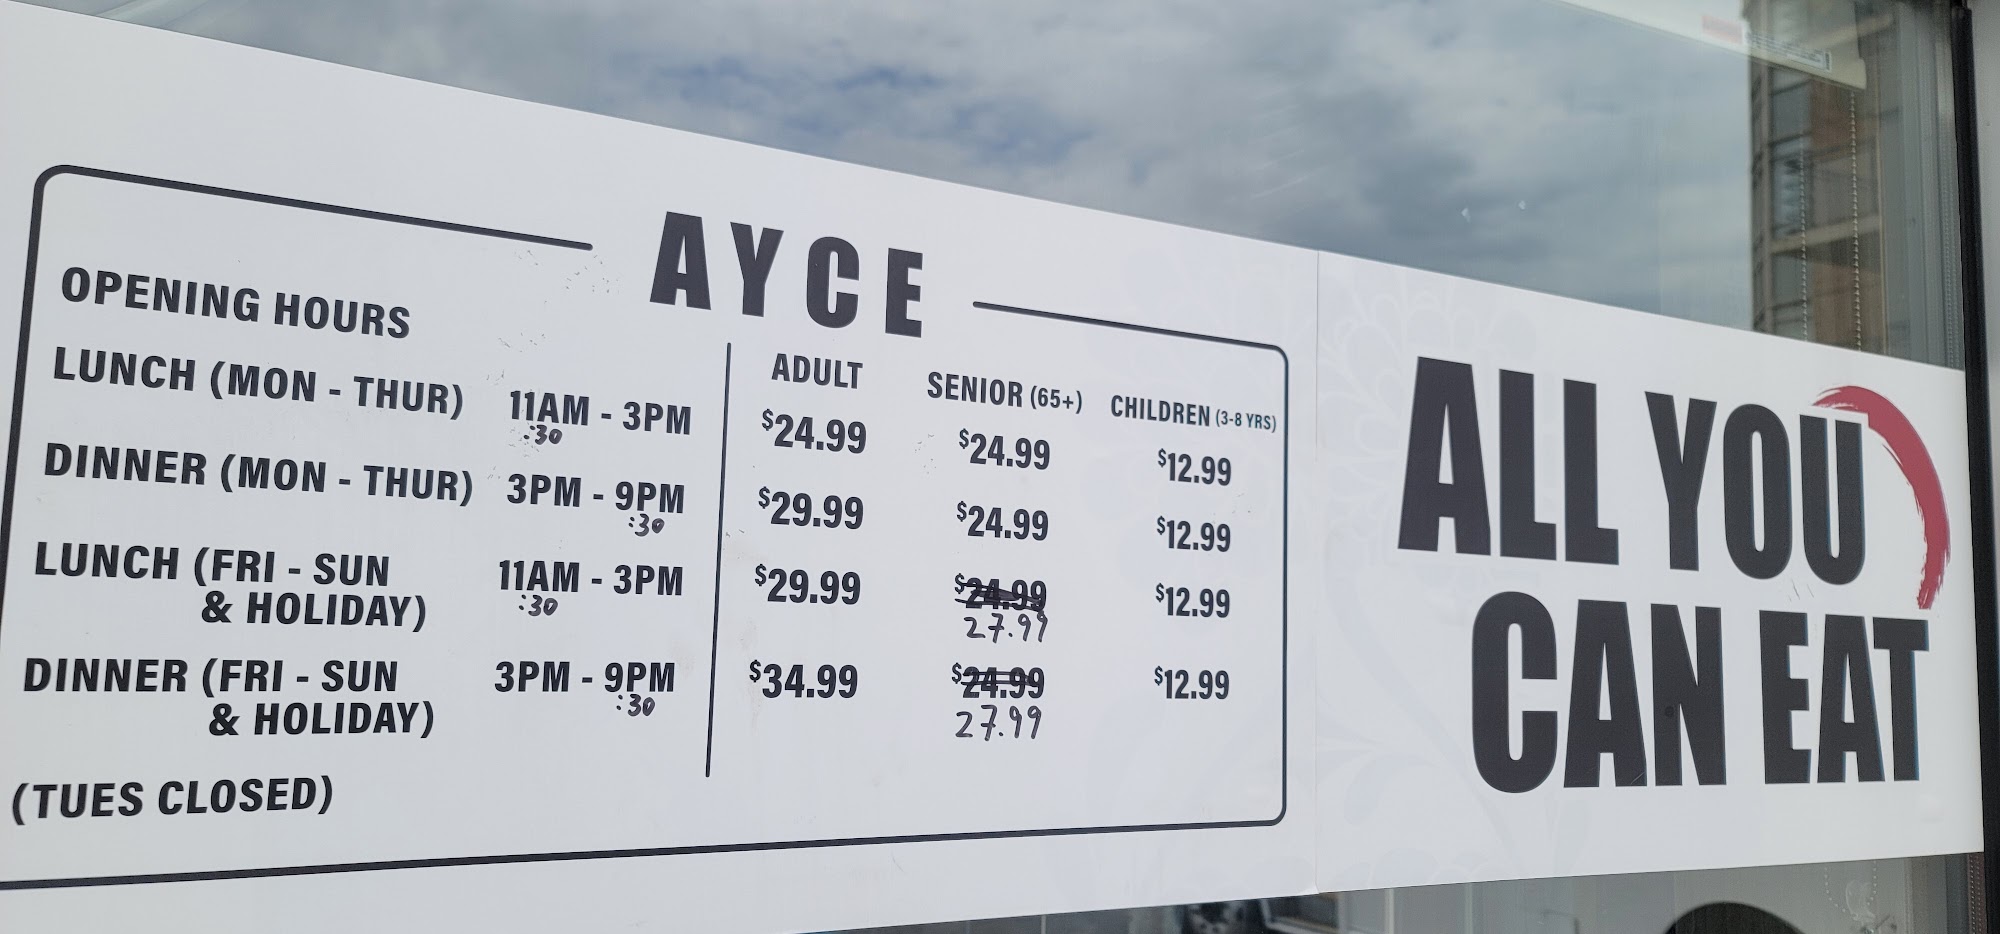 AYCE
OPENING HOURS
ADULT SENIOR (65+) CHILDREN (3-8 YRS)
LUNCH (MON - THUR) 11AM - 3PM $24.99 $24.99 $12.99
:30
DINNER (MON - THUR) 3PM - 9PM $29.99 $24.99 $12.99
:30
LUNCH (FRI - SUN 11AM - 3PM $29.99 $24.99 $12.99
& HOLIDAY) :30 27.99
DINNER (FRI - SUN 3PM - 9PM $34.99 $24.99 $12.99
& HOLIDAY) :30 27.99
(TUES CLOSED)
ALL YOU
CAN EAT